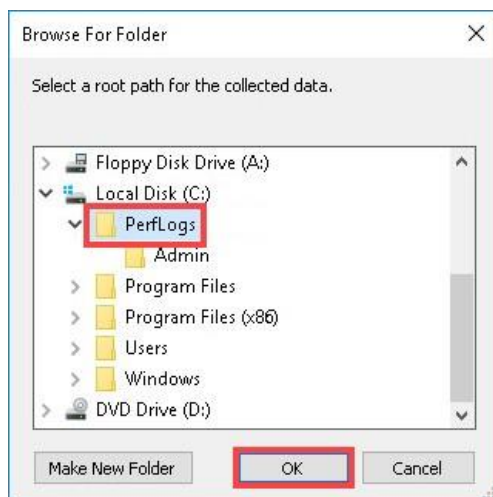 Browse For Folder
Select a root path for the collected data.
Floppy Disk Drive (A:)
Local Disk (C:)
PerfLogs
Admin
Program Files
Program Files (x86)
Users
Windows
DVD Drive (D:)
Make New Folder OK Cancel